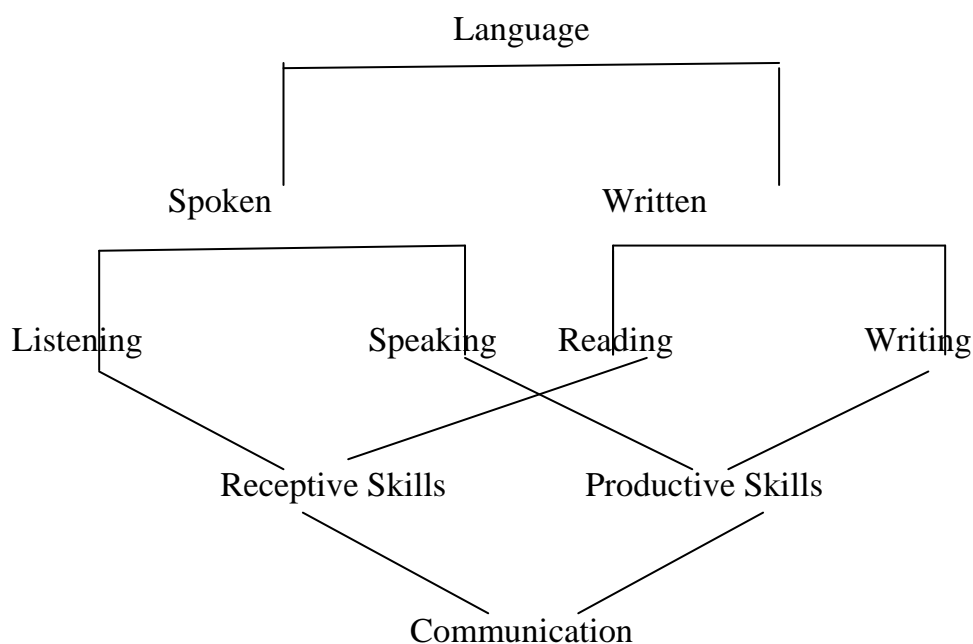 Language
Spoken Written
Listening Speaking Reading Writing
Receptive Skills Productive Skills
Communication